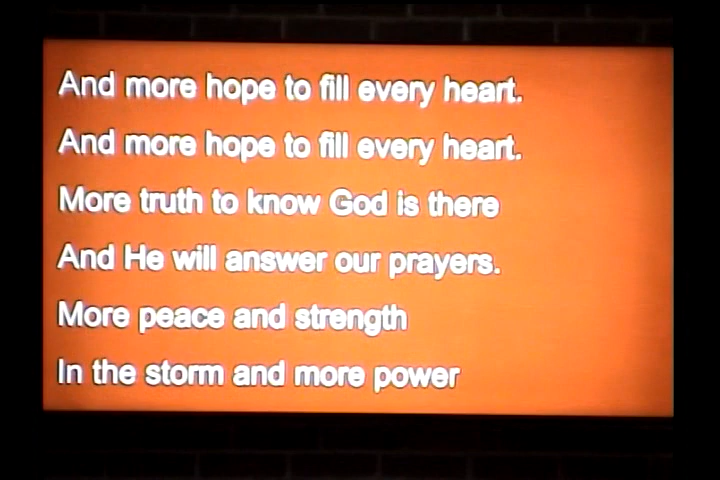 And more hope to fill every heart.
And more hope to fill every heart.
More truth to know God is there
And He will answer our prayers.
More peace and strength
In the storm and more power